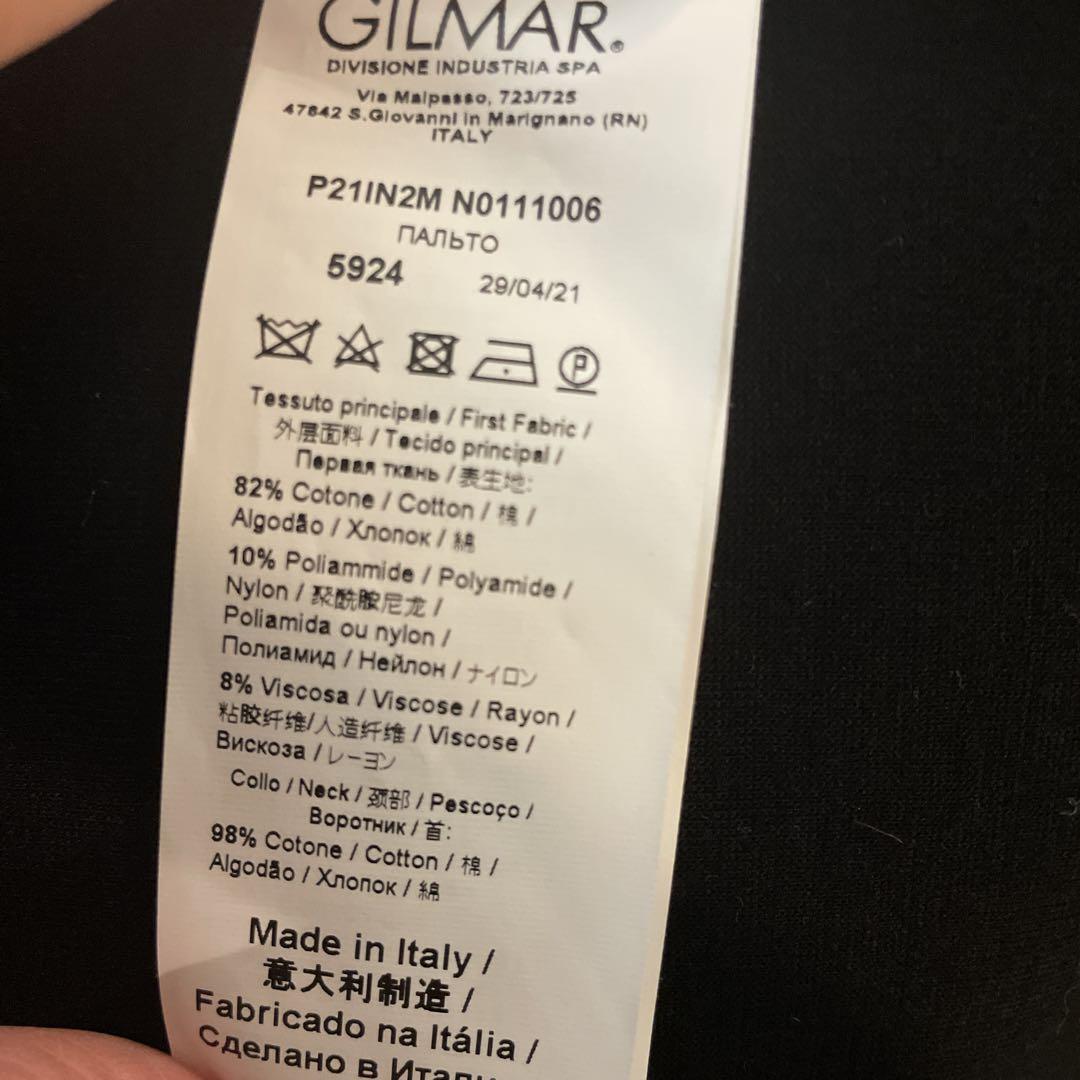 GILMAR®
DIVISIONE INDUSTRIA SPA
Via Malpasso, 723/725
47842 S.Giovanni in Marignano (RN)
ITALY
P21IN2M N0111006
ПАЛЬТО
5924 29/04/21
P
Tessuto principale / First Fabric /
外层面料 / Tecido principal /
Первая ткань / 表生地:
82% Cotone / Cotton / 棉 /
Algodão / Хлопок / 綿
10% Poliammide / Polyamide /
Nylon / 聚酰胺尼龙 /
Poliamida ou nylon /
Полиамид / Нейлон / ナイロン
8% Viscosa / Viscose / Rayon /
粘胶纤维/人造纤维 / Viscose /
Вискоза / レーヨン
Collo / Neck / 颈部 / Pescoço /
Воротник / 首:
98% Cotone / Cotton / 棉 /
Algodão / Хлопок / 綿
Made in Italy /
意大利制造 /
Fabricado na Itália /
Сделано в